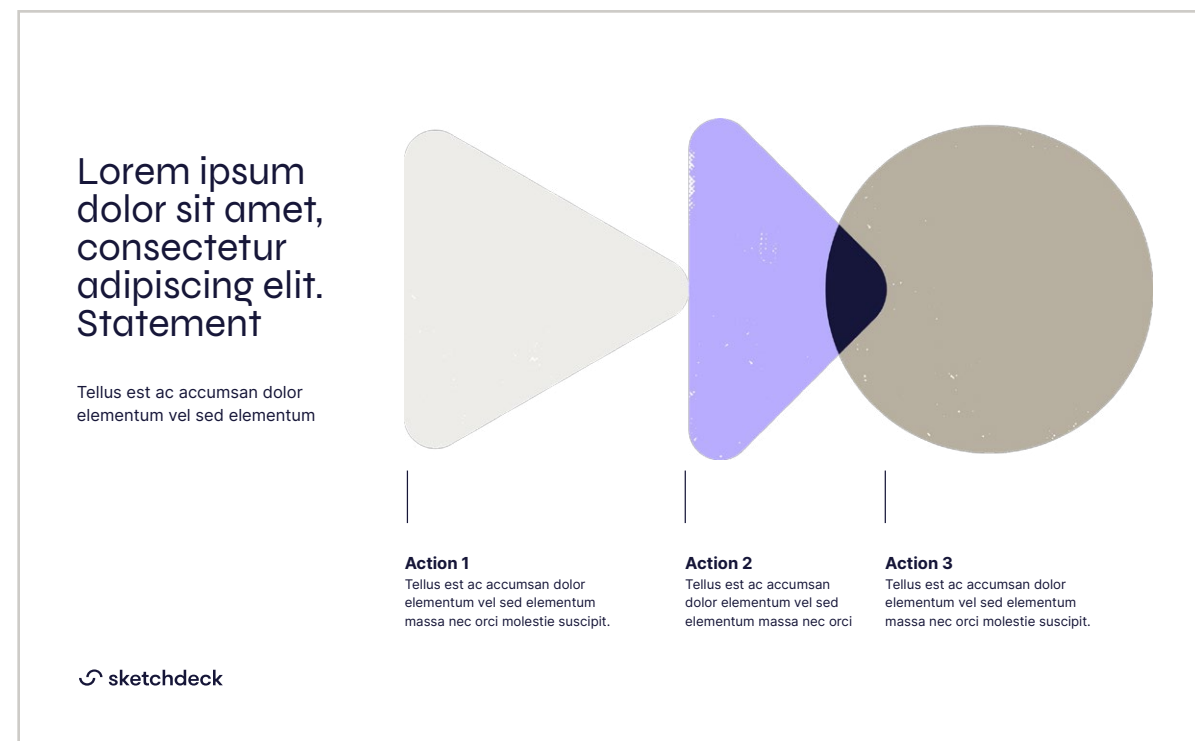 Lorem ipsum
dolor sit amet,
consectetur
adipiscing elit.
Statement
Tellus est ac accumsan dolor
elementum vel sed elementum
Action 1
Tellus est ac accumsan dolor
elementum vel sed elementum
massa nec orci molestie suscipit.
Action 2
Tellus est ac accumsan
dolor elementum vel sed
elementum massa nec orci
Action 3
Tellus est ac accumsan dolor
elementum vel sed elementum
massa nec orci molestie suscipit.
sketchdeck